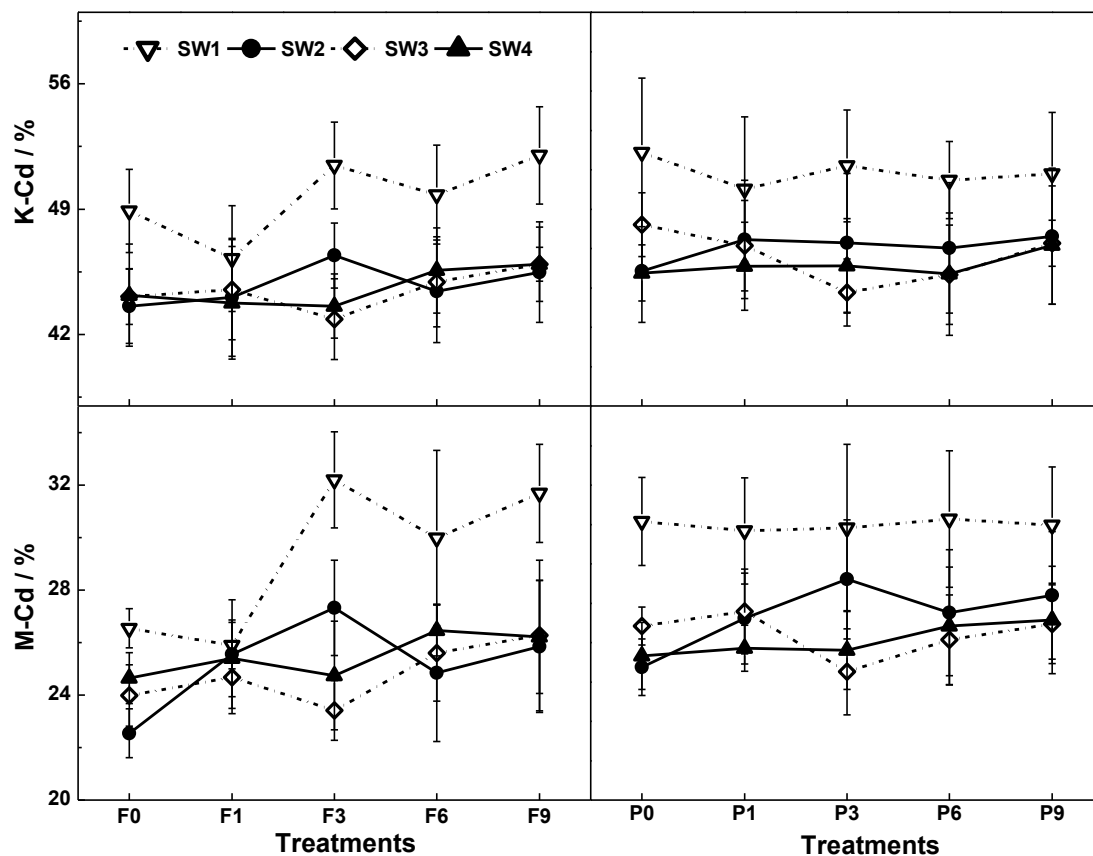 SW1 SW2 SW3 SW4
K-Cd / %
56
49
42
M-Cd / %
32
28
24
20
F0 F1 F3 F6 F9
Treatments
P0 P1 P3 P6 P9
Treatments